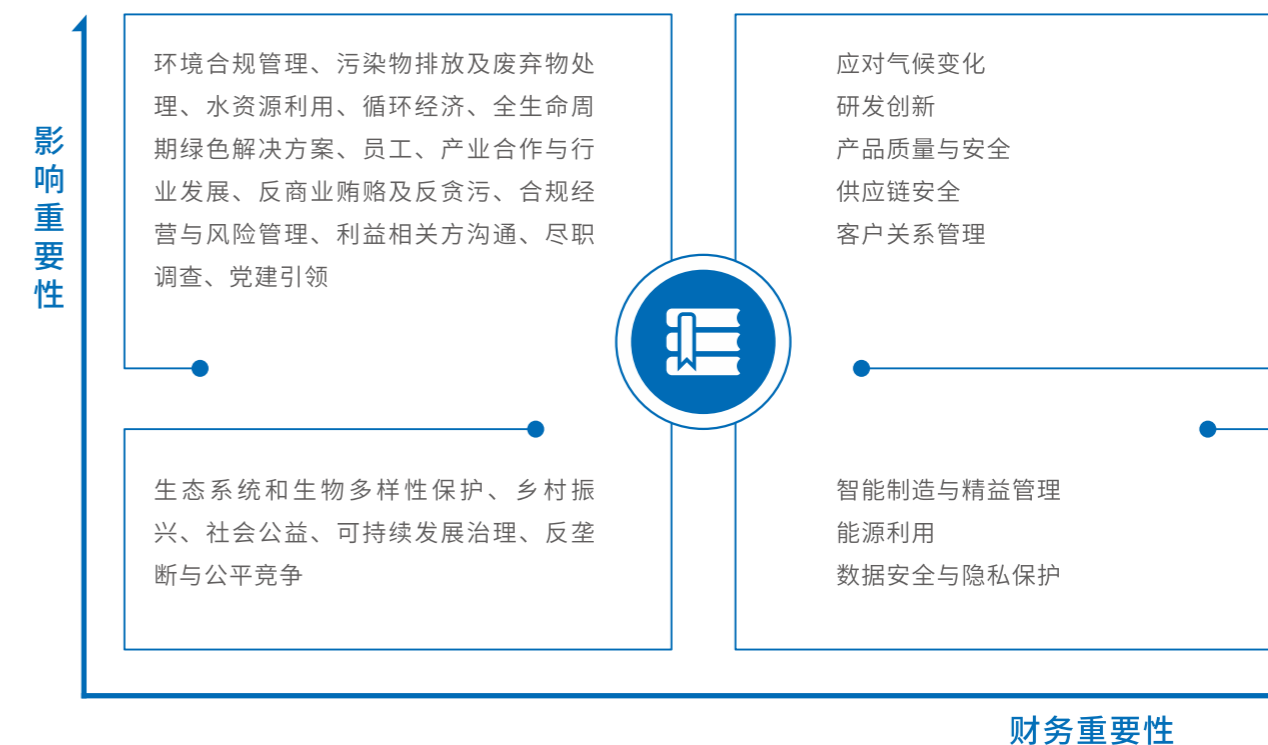 影响重要性
环境合规管理、污染物排放及废弃物处
理、水资源利用、循环经济、全生命周
期绿色解决方案、员工、产业合作与行
业发展、反商业贿赂及反贪污、合规经
营与风险管理、利益相关方沟通、尽职
调查、党建引领
应对气候变化
研发创新
产品质量与安全
供应链安全
客户关系管理
生态系统和生物多样性保护、乡村振
兴、社会公益、可持续发展治理、反垄
断与公平竞争
智能制造与精益管理
能源利用
数据安全与隐私保护
财务重要性